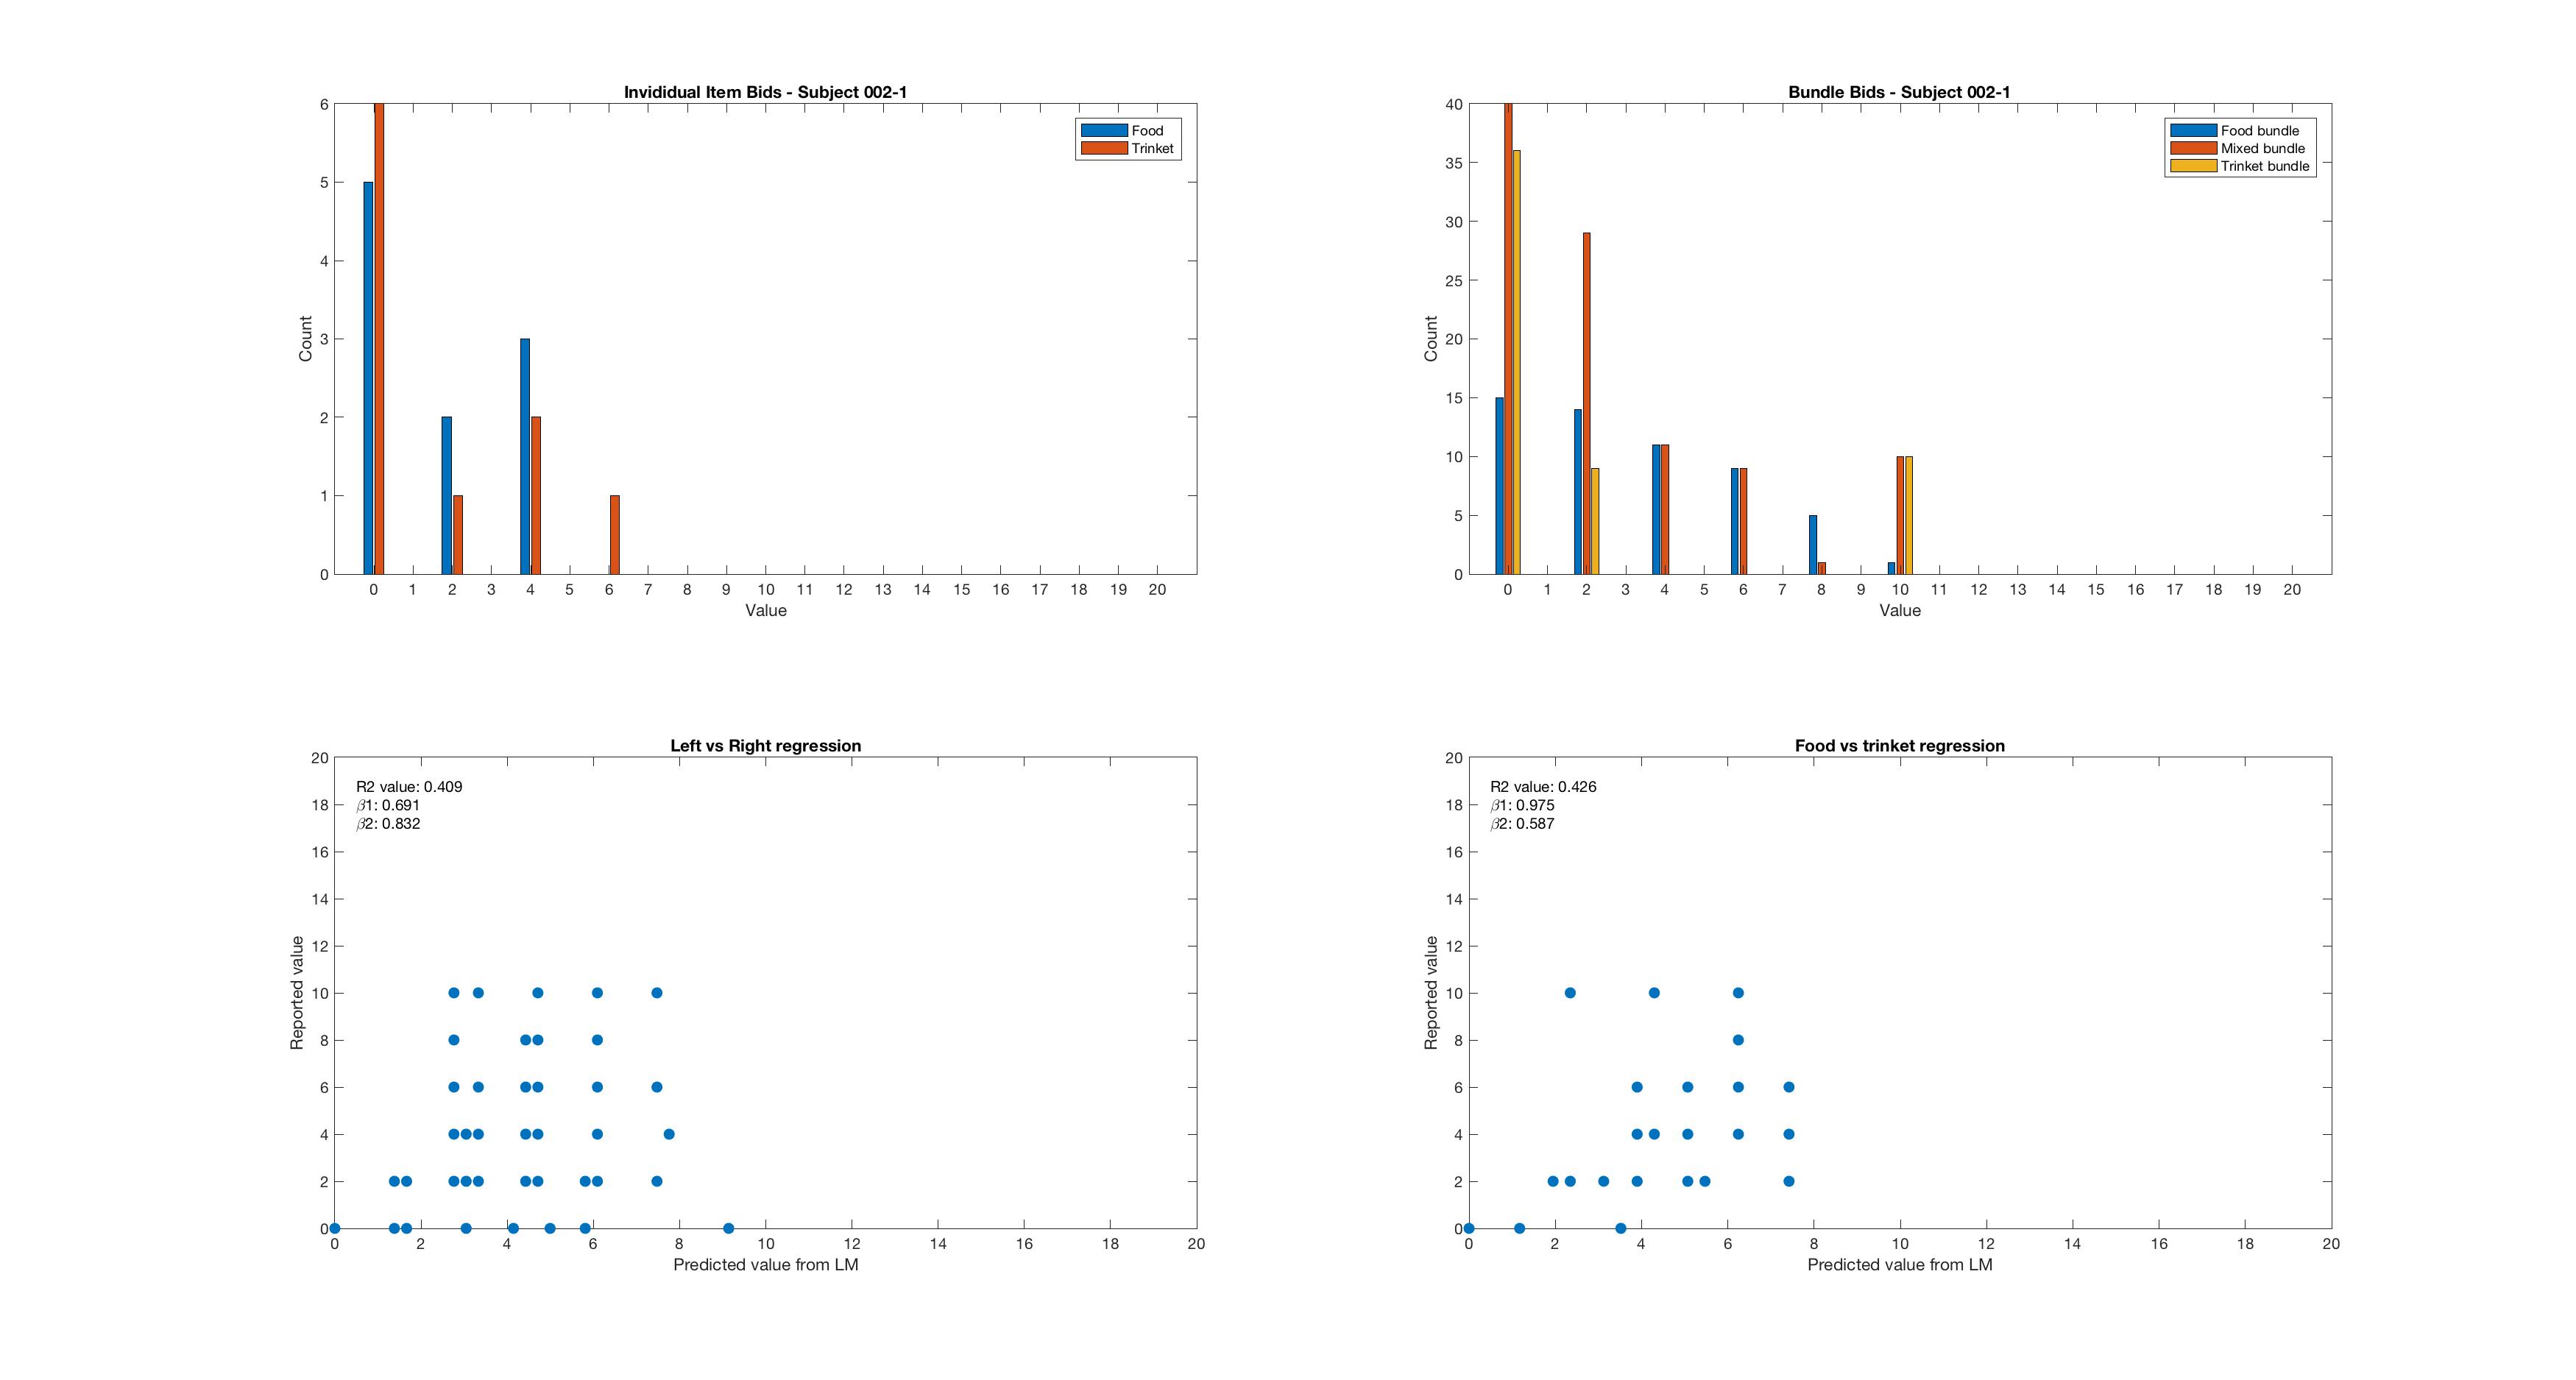 Invididual Item Bids - Subject 002-1
6
5
4
3
2
1
0
Count
Food
Trinket
0 1 2 3 4 5 6 7 8 9 10 11 12 13 14 15 16 17 18 19 20
Value
Bundle Bids - Subject 002-1
40
35
30
25
20
15
10
5
0
Count
Food bundle
Mixed bundle
Trinket bundle
0 1 2 3 4 5 6 7 8 9 10 11 12 13 14 15 16 17 18 19 20
Value
Left vs Right regression
20
18
16
14
12
10
8
6
4
2
0
Reported value
R2 value: 0.409
β1: 0.691
β2: 0.832
0 2 4 6 8 10 12 14 16 18 20
Predicted value from LM
Food vs trinket regression
20
18
16
14
12
10
8
6
4
2
0
Reported value
R2 value: 0.426
β1: 0.975
β2: 0.587
0 2 4 6 8 10 12 14 16 18 20
Predicted value from LM